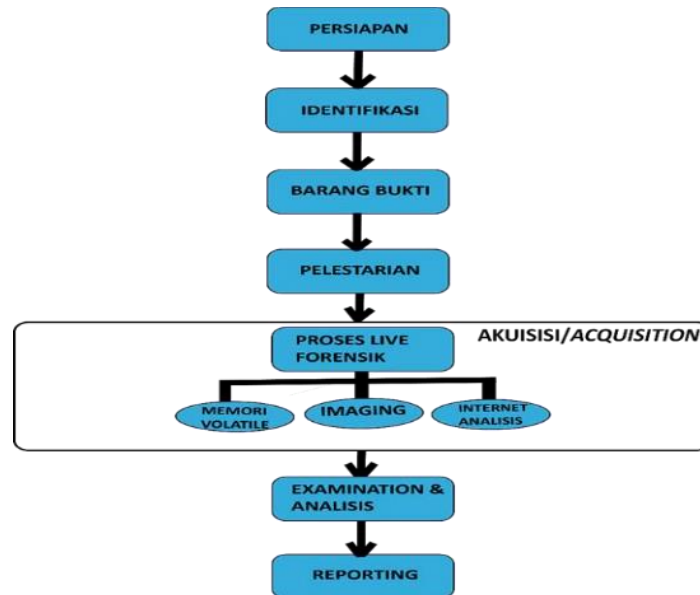 PERSIAPAN
IDENTIFIKASI
BARANG BUKTI
PELESTARIAN
AKUISISI/ACQUISITION
PROSES LIVE
FORENSIK
MEMORI
VOLATILE
IMAGING
INTERNET
ANALISIS
EXAMINATION &
ANALISIS
REPORTING